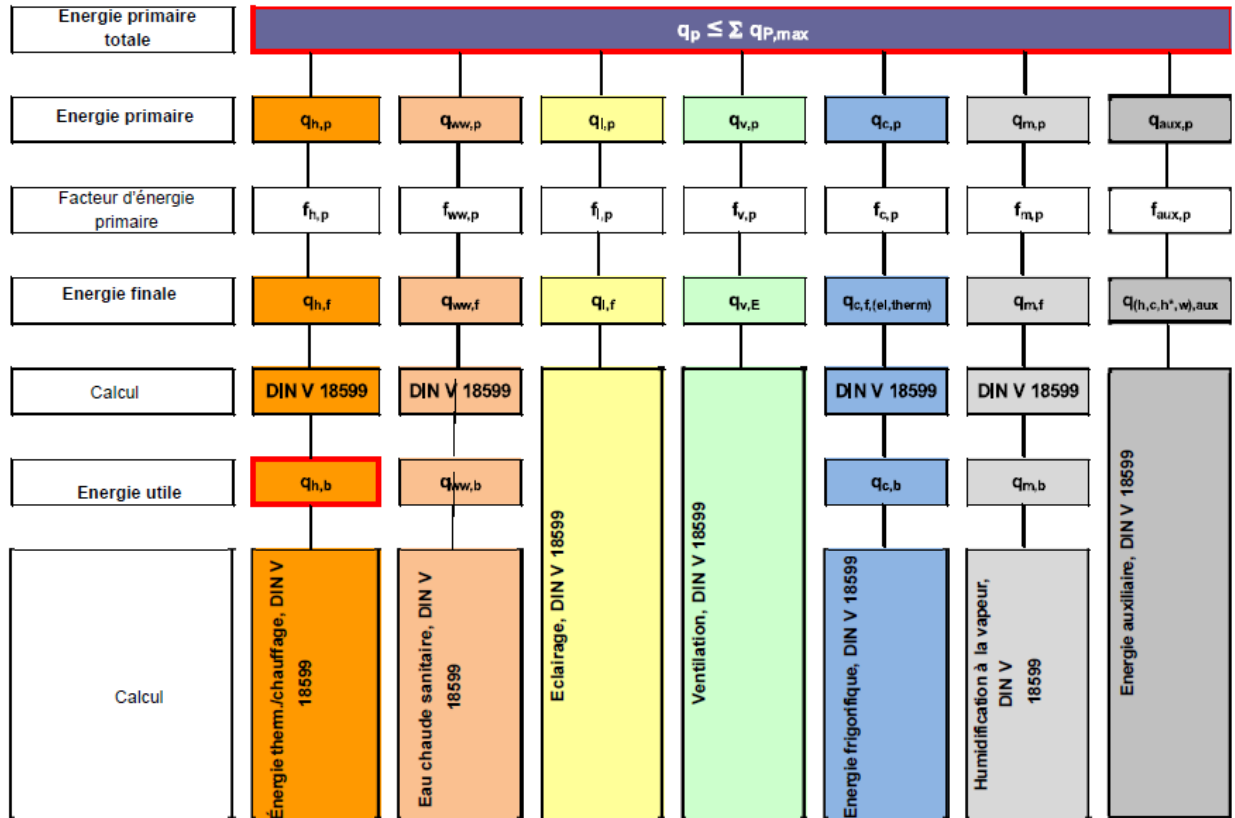 Energie primaire
totale
qp ≤ Σ qP,max
Energie primaire
qh,p
qww,p
ql,p
qv,p
qc,p
qm,p
qaux,p
Facteur d'énergie
primaire
fh,p
fww,p
fl,p
fv,p
fc,p
fm,p
faux,p
Energie finale
qh,f
qww,f
ql,f
qv,E
qc,f,(el,therm)
qm,f
q(h,c,h*,w),aux
Calcul
DIN V 18599
DIN V 18599
DIN V 18599
DIN V 18599
Energie utile
qh,b
qww,b
qc,b
qm,b
Calcul
Énergie therm./chauffage, DIN V
18599
Eau chaude sanitaire, DIN V
18599
Eclairage, DIN V 18599
Ventilation, DIN V 18599
Energie frigorifique, DIN V 18599
Humidification à la vapeur,
DIN V
18599
Energie auxiliaire, DIN V 18599